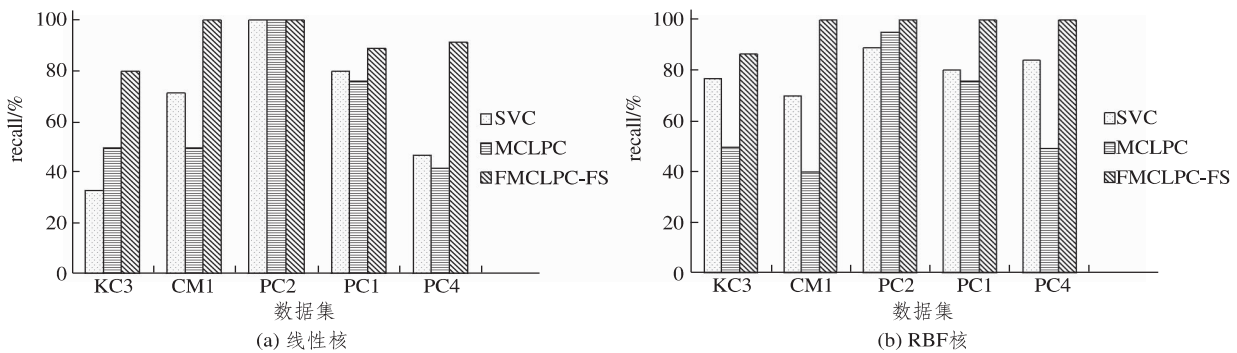 100
80
60
40
20
0
recall/%
KC3 CM1 PC2 PC1 PC4
数据集
SVC
MCLPC
FMCLPC-FS
(a) 线性核
100
80
60
40
20
0
recall/%
KC3 CM1 PC2 PC1 PC4
数据集
SVC
MCLPC
FMCLPC-FS
(b) RBF核